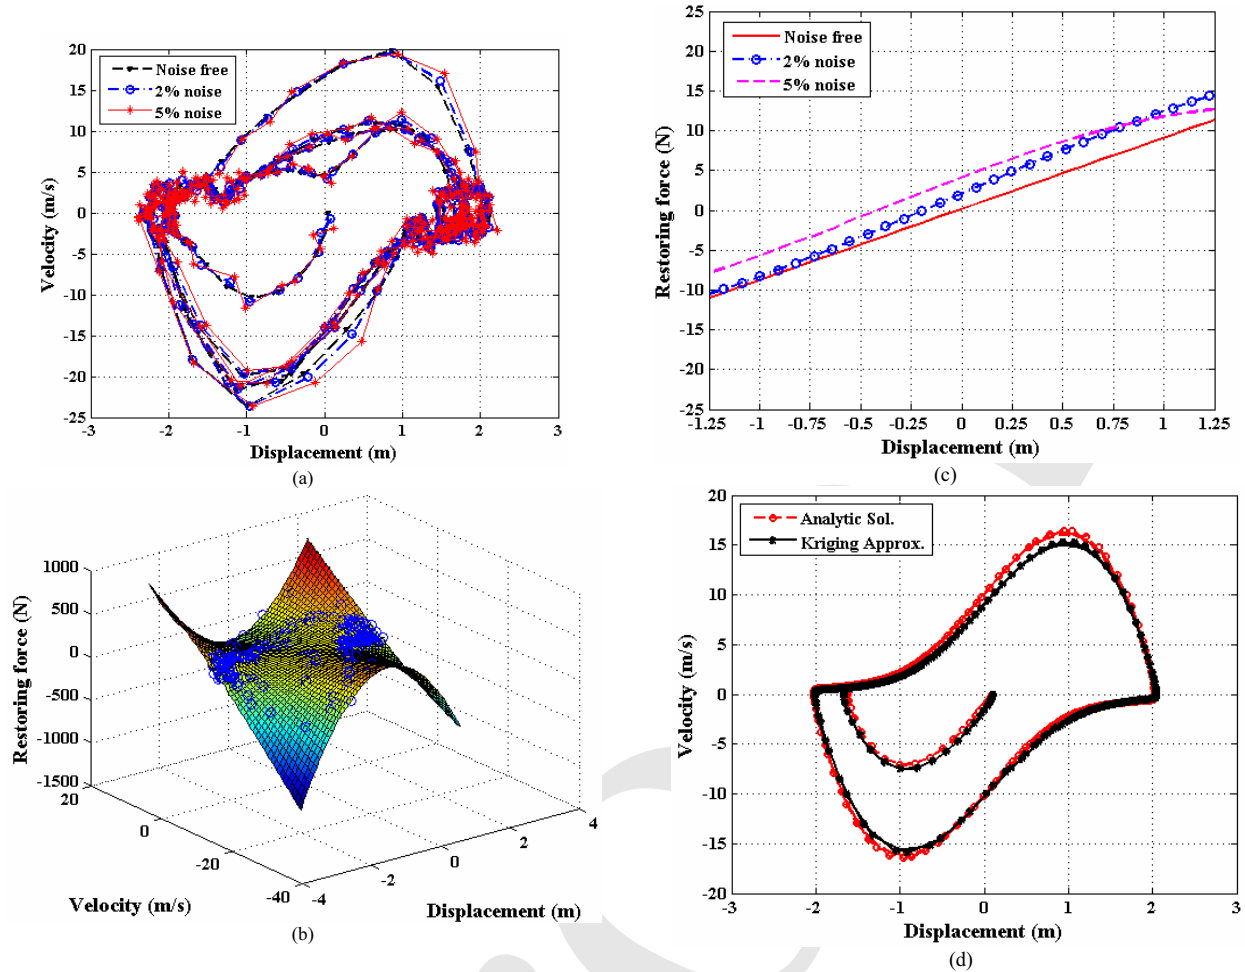 Noise free
2% noise
5% noise
Velocity (m/s)
20
15
10
5
0
-5
-10
-15
-20
-25
-3 -2 -1 0 1 2 3
Displacement (m)
(a)
Noise free
2% noise
5% noise
Restoring force (N)
25
20
15
10
5
0
-5
-10
-15
-20
25
-1.25 -1 -0.75 -0.5 -0.25 0 0.25 0.5 0.75 1 1.25
Displacement (m)
(c)
Restoring force (N)
1000
500
0
-500
-1000
-1500
20
0
-20
-40
-4
-2
0
2
4
Velocity (m/s)
Displacement (m)
(b)
Analytic Sol.
Kriging Approx.
Velocity (m/s)
20
15
10
5
0
-5
-10
-15
-20
-3 -2 -1 0 1 2 3
Displacement (m)
(d)